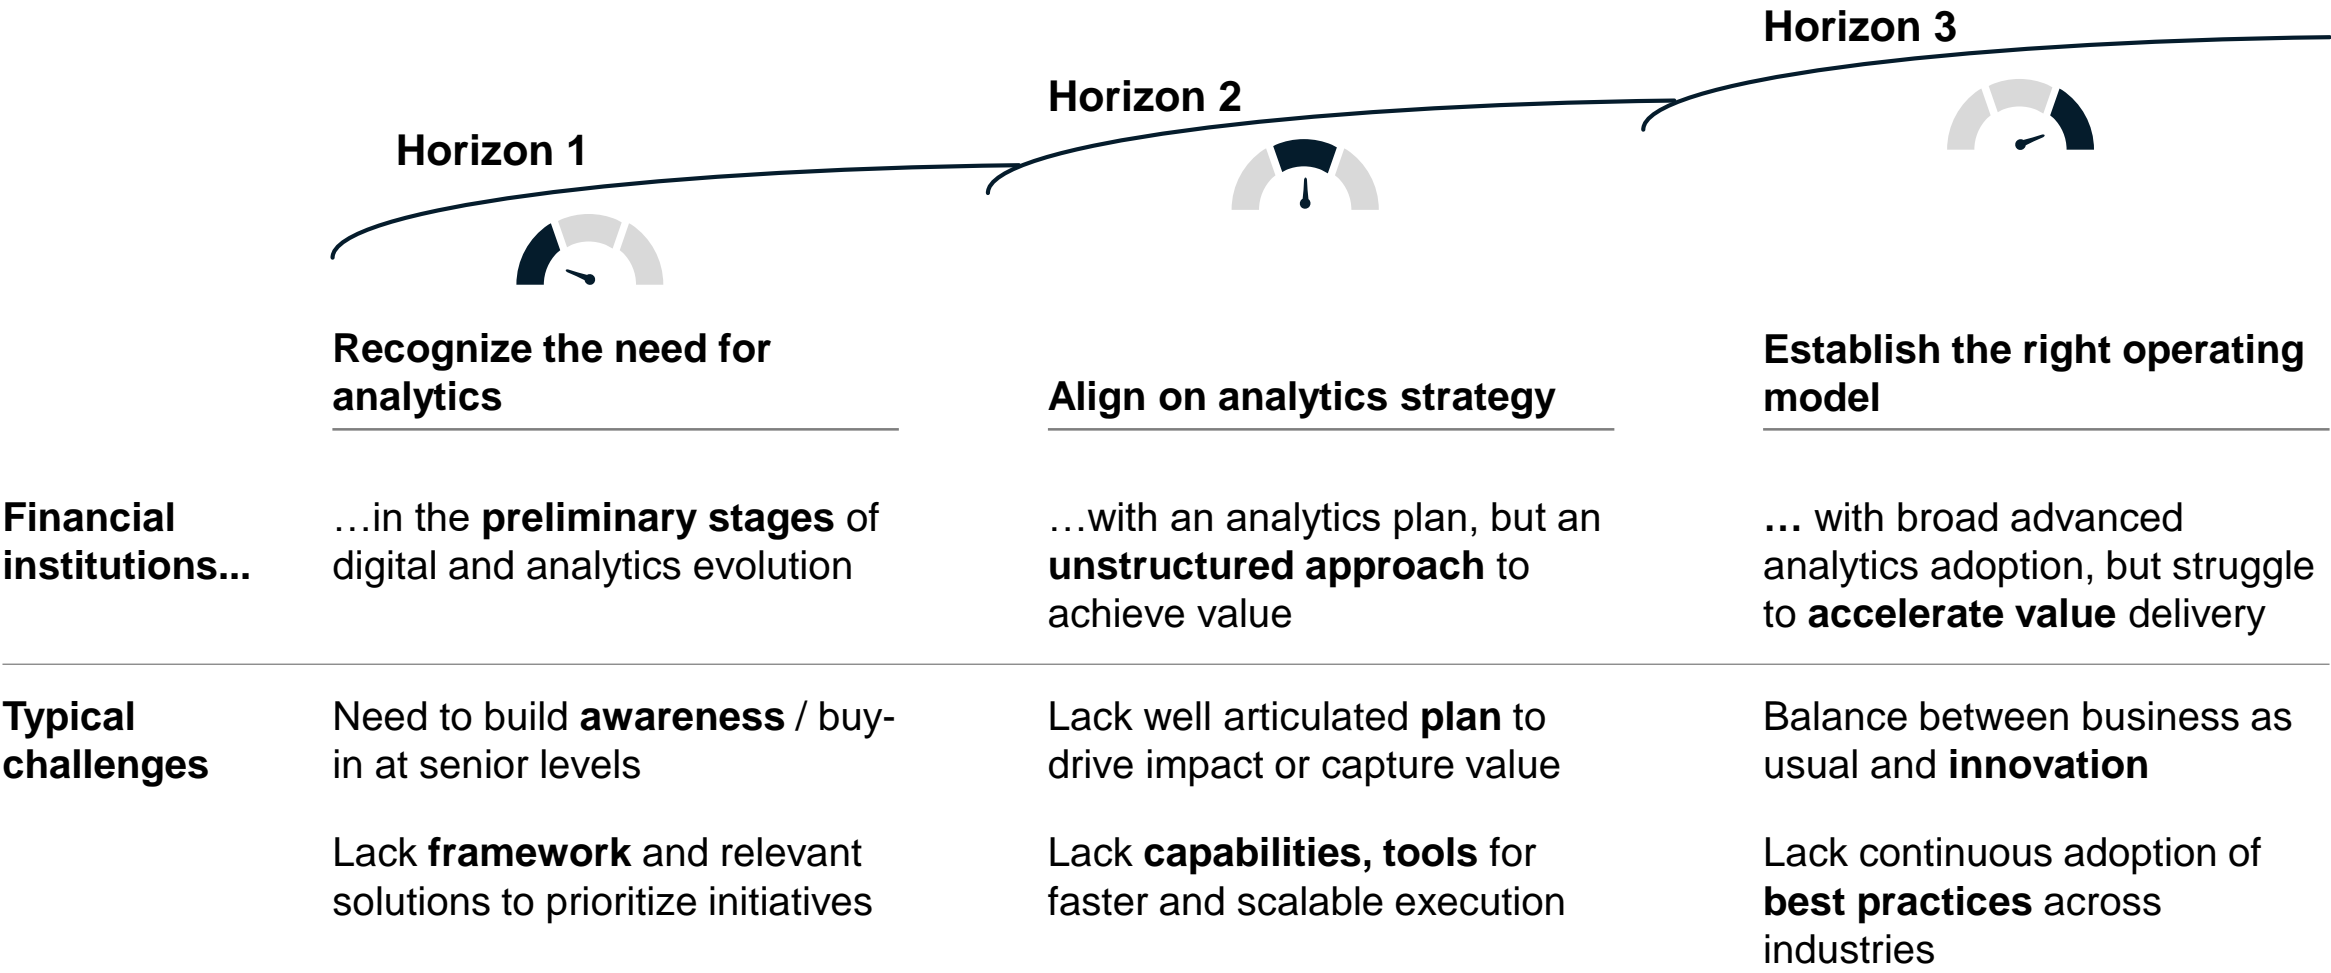 Horizon 3
Horizon 2
Horizon 1
Recognize the need for
analytics
Align on analytics strategy
Establish the right operating
model
Financial
institutions...
…in the preliminary stages of
digital and analytics evolution
…with an analytics plan, but an
unstructured approach to
achieve value
… with broad advanced
analytics adoption, but struggle
to accelerate value delivery
Typical
challenges
Need to build awareness / buy-
in at senior levels
Lack well articulated plan to
drive impact or capture value
Balance between business as
usual and innovation
Lack framework and relevant
solutions to prioritize initiatives
Lack capabilities, tools for
faster and scalable execution
Lack continuous adoption of
best practices across
industries